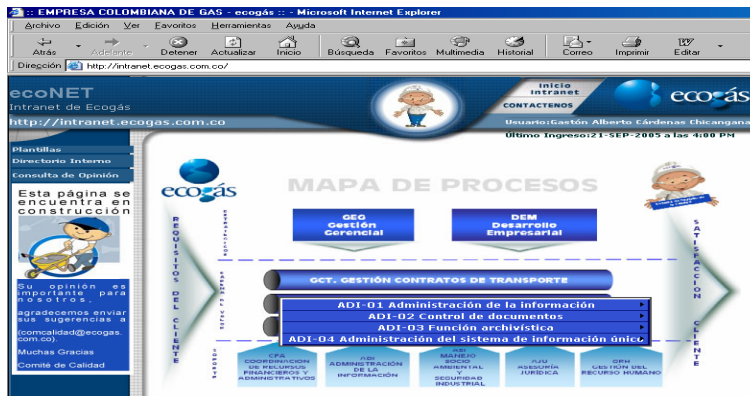 :: EMPRESA COLOMBIANA DE GAS - ecogás :: - Microsoft Internet Explorer
Archivo Edición Ver Favoritos Herramientas Ayuda
Atrás Adelante Detener Actualizar Inicio Búsqueda Favoritos Multimedia Historial Correo Imprimir Editar
Dirección http://intranet.ecogas.com.co/
ecoNET
Intranet de Ecogás
http://intranet.ecogas.com.co
Inicio
Intranet
CONTACTENOS
ecogás
Usuario:Gastón Alberto Cárdenas Chicangana
Último Ingreso:21-SEP-2005 a las 4:00 PM
Plantillas
Directorio Interno
Consulta de Opinión
Esta página se
encuentra en
construcción
Su opinión es
importante para
nosotros,
agradecemos enviar
sus sugerencias a
(comcalidad@ecogas.
com.co).
Muchas Gracias
Comité de Calidad
ecogás
MAPA DE PROCESOS
REQUISITOS DEL CLIENTE
GEG
Gestión
Gerencial
DEM
Desarrollo
Empresarial
SATISFACCION CLIENTE
GCT. GESTIÓN CONTRATOS DE TRANSPORTE
ADI-01 Administración de la información
ADI-02 Control de documentos
ADI-03 Función archivística
ADI-04 Administración del sistema de información único
CFA
COORDINACIÓN
DE RECURSOS
FINANCIEROS Y
ADMINISTRATIVOS
ADI
ADMINISTRACIÓN
DE LA
INFORMACIÓN
MANEJO
SOCIO
AMBIENTAL
Y
SEGURIDAD
INDUSTRIAL
AJU
ASESORÍA
JURÍDICA
GRH
GESTIÓN DEL
RECURSO HUMANO